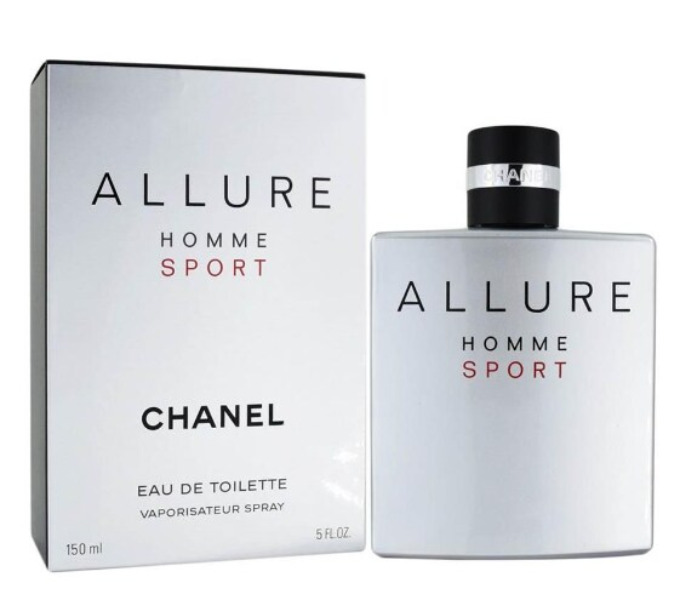 ALLURE
HOMME
SPORT
CHANEL
EAU DE TOILETTE
VAPORISATEUR SPRAY
150 ml
5 FL.OZ.
CHANEL
ALLURE
HOMME
SPORT